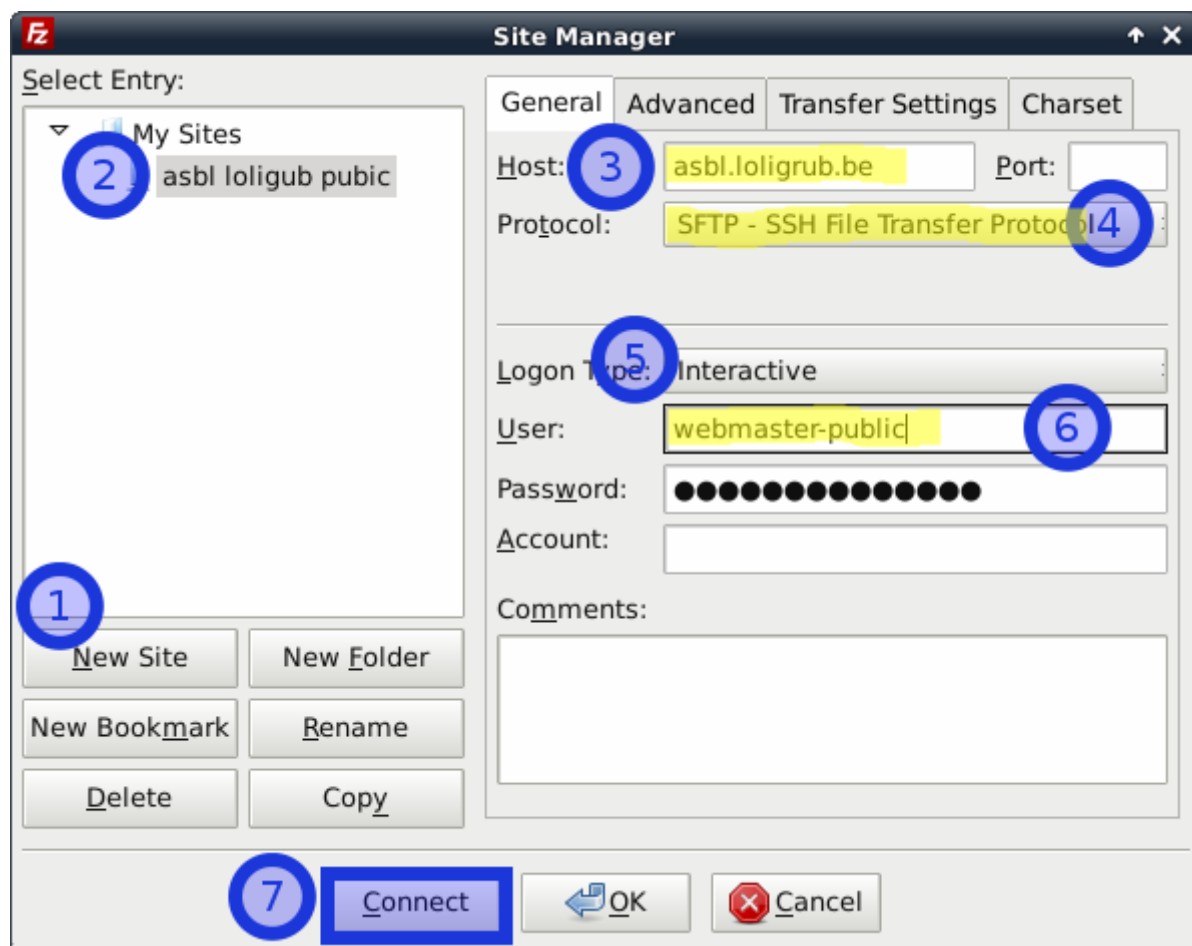 Fz Site Manager
Select Entry:
My Sites
2 asbl loligub pubic
1
New Site New Folder
New Bookmark Rename
Delete Copy
General Advanced Transfer Settings Charset
Host: 3 asbl.loligrub.be Port:
Protocol: SFTP - SSH File Transfer Protocol 4
5
Logon Type: Interactive
User: webmaster-public 6
Password: ●●●●●●●●●●●●●●
Account:
Comments:
7 Connect OK Cancel